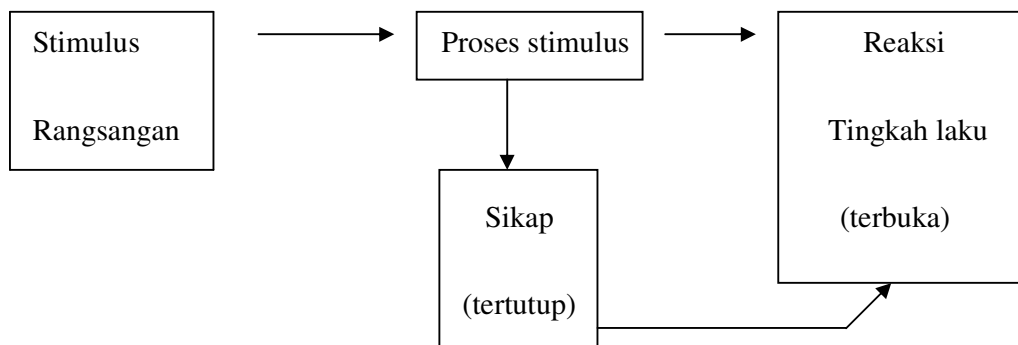 Stimulus
Rangsangan
Proses stimulus
Sikap
(tertutup)
Reaksi
Tingkah laku
(terbuka)